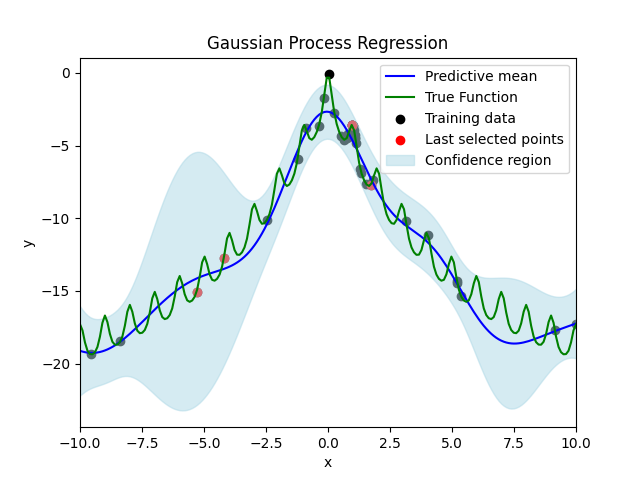 Gaussian Process Regression
Predictive mean
True Function
Training data
Last selected points
Confidence region
y
0
−5
−10
−15
−20
−10.0 −7.5 −5.0 −2.5 0.0 2.5 5.0 7.5 10.0
x